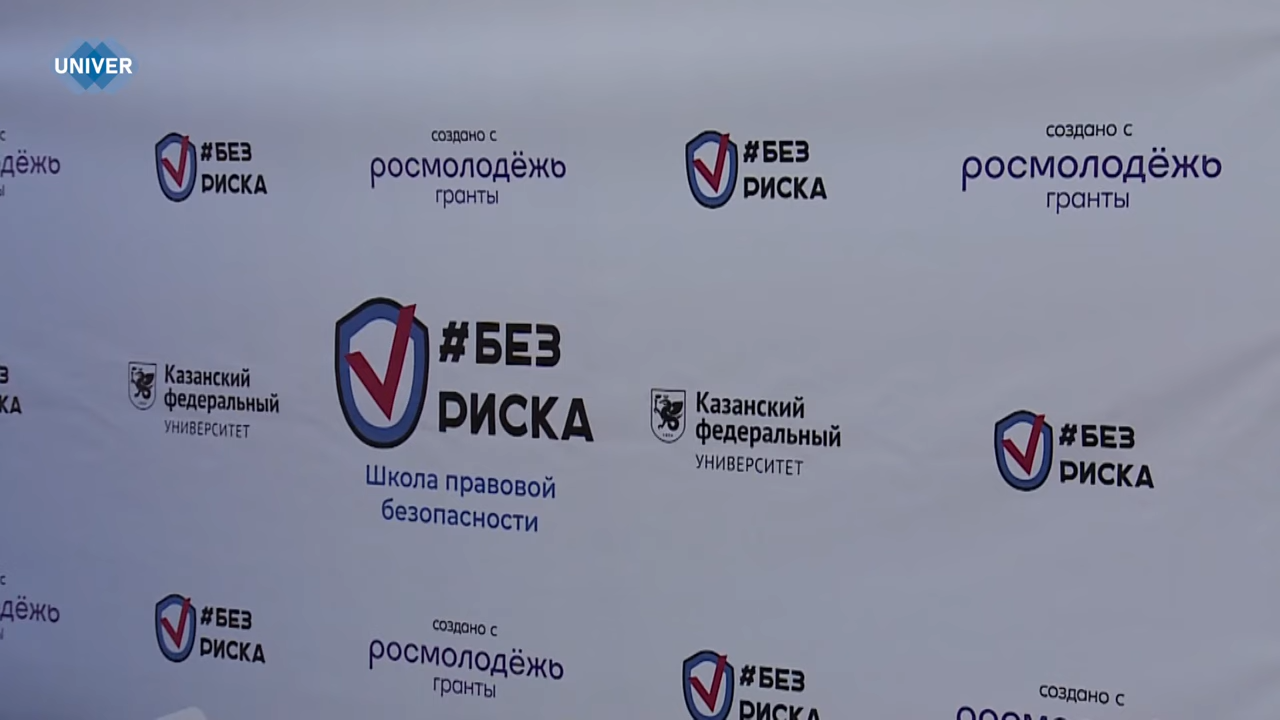 UNIVER
создано с
росмолодёжь
гранты
#БЕЗ
РИСКА
создано с
росмолодёжь
гранты
#БЕЗ
РИСКА
Казанский
федеральный
УНИВЕРСИТЕТ
#БЕЗ
РИСКА
Школа правовой
безопасности
Казанский
федеральный
УНИВЕРСИТЕТ
#БЕЗ
РИСКА
#БЕЗ
РИСКА
создано с
росмолодёжь
гранты
#БЕЗ
РИСКА
создано с